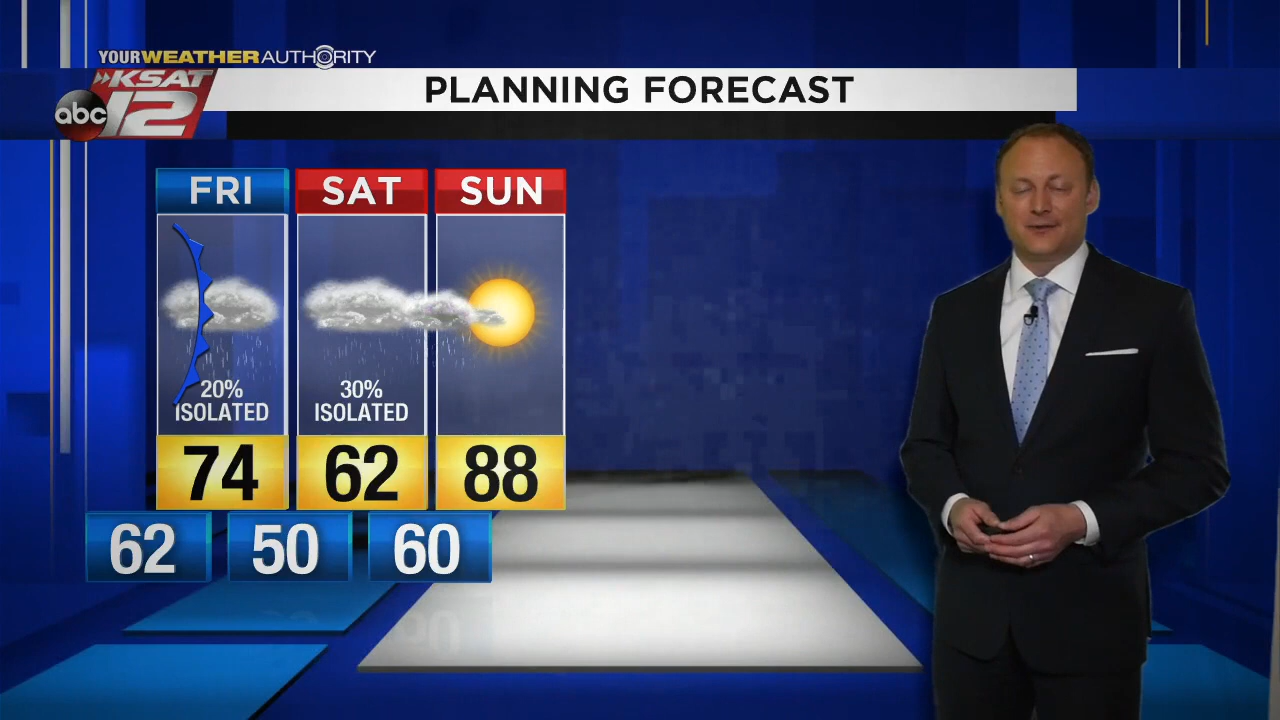 YOURWEATHERAUTHORITY
KSAT
abc 12
PLANNING FORECAST
FRI SAT SUN
20% 30%
ISOLATED ISOLATED
74 62 88
62 50 60